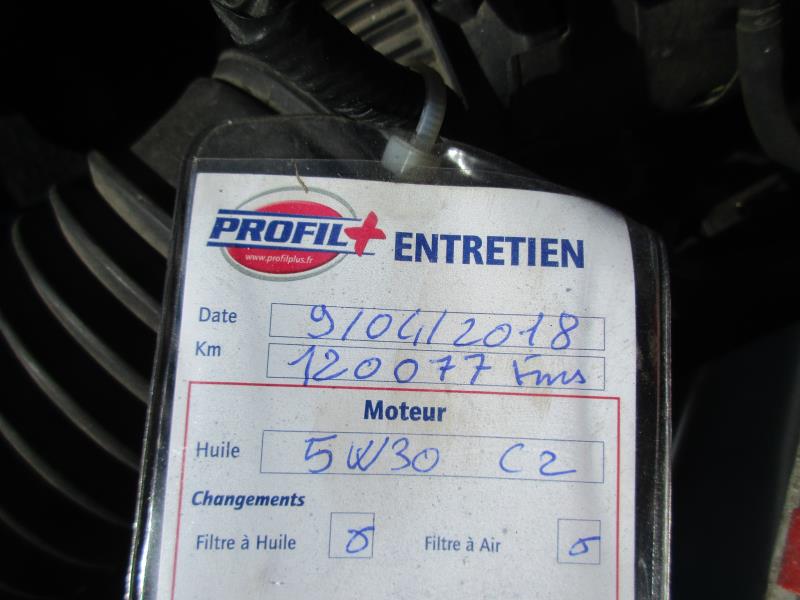 PROFIL+ ENTRETIEN
www.profilplus.fr
Date 9/04/2018
Km 120077 Kms
Moteur
Huile 5W30 C2
Changements
Filtre à Huile Filtre à Air